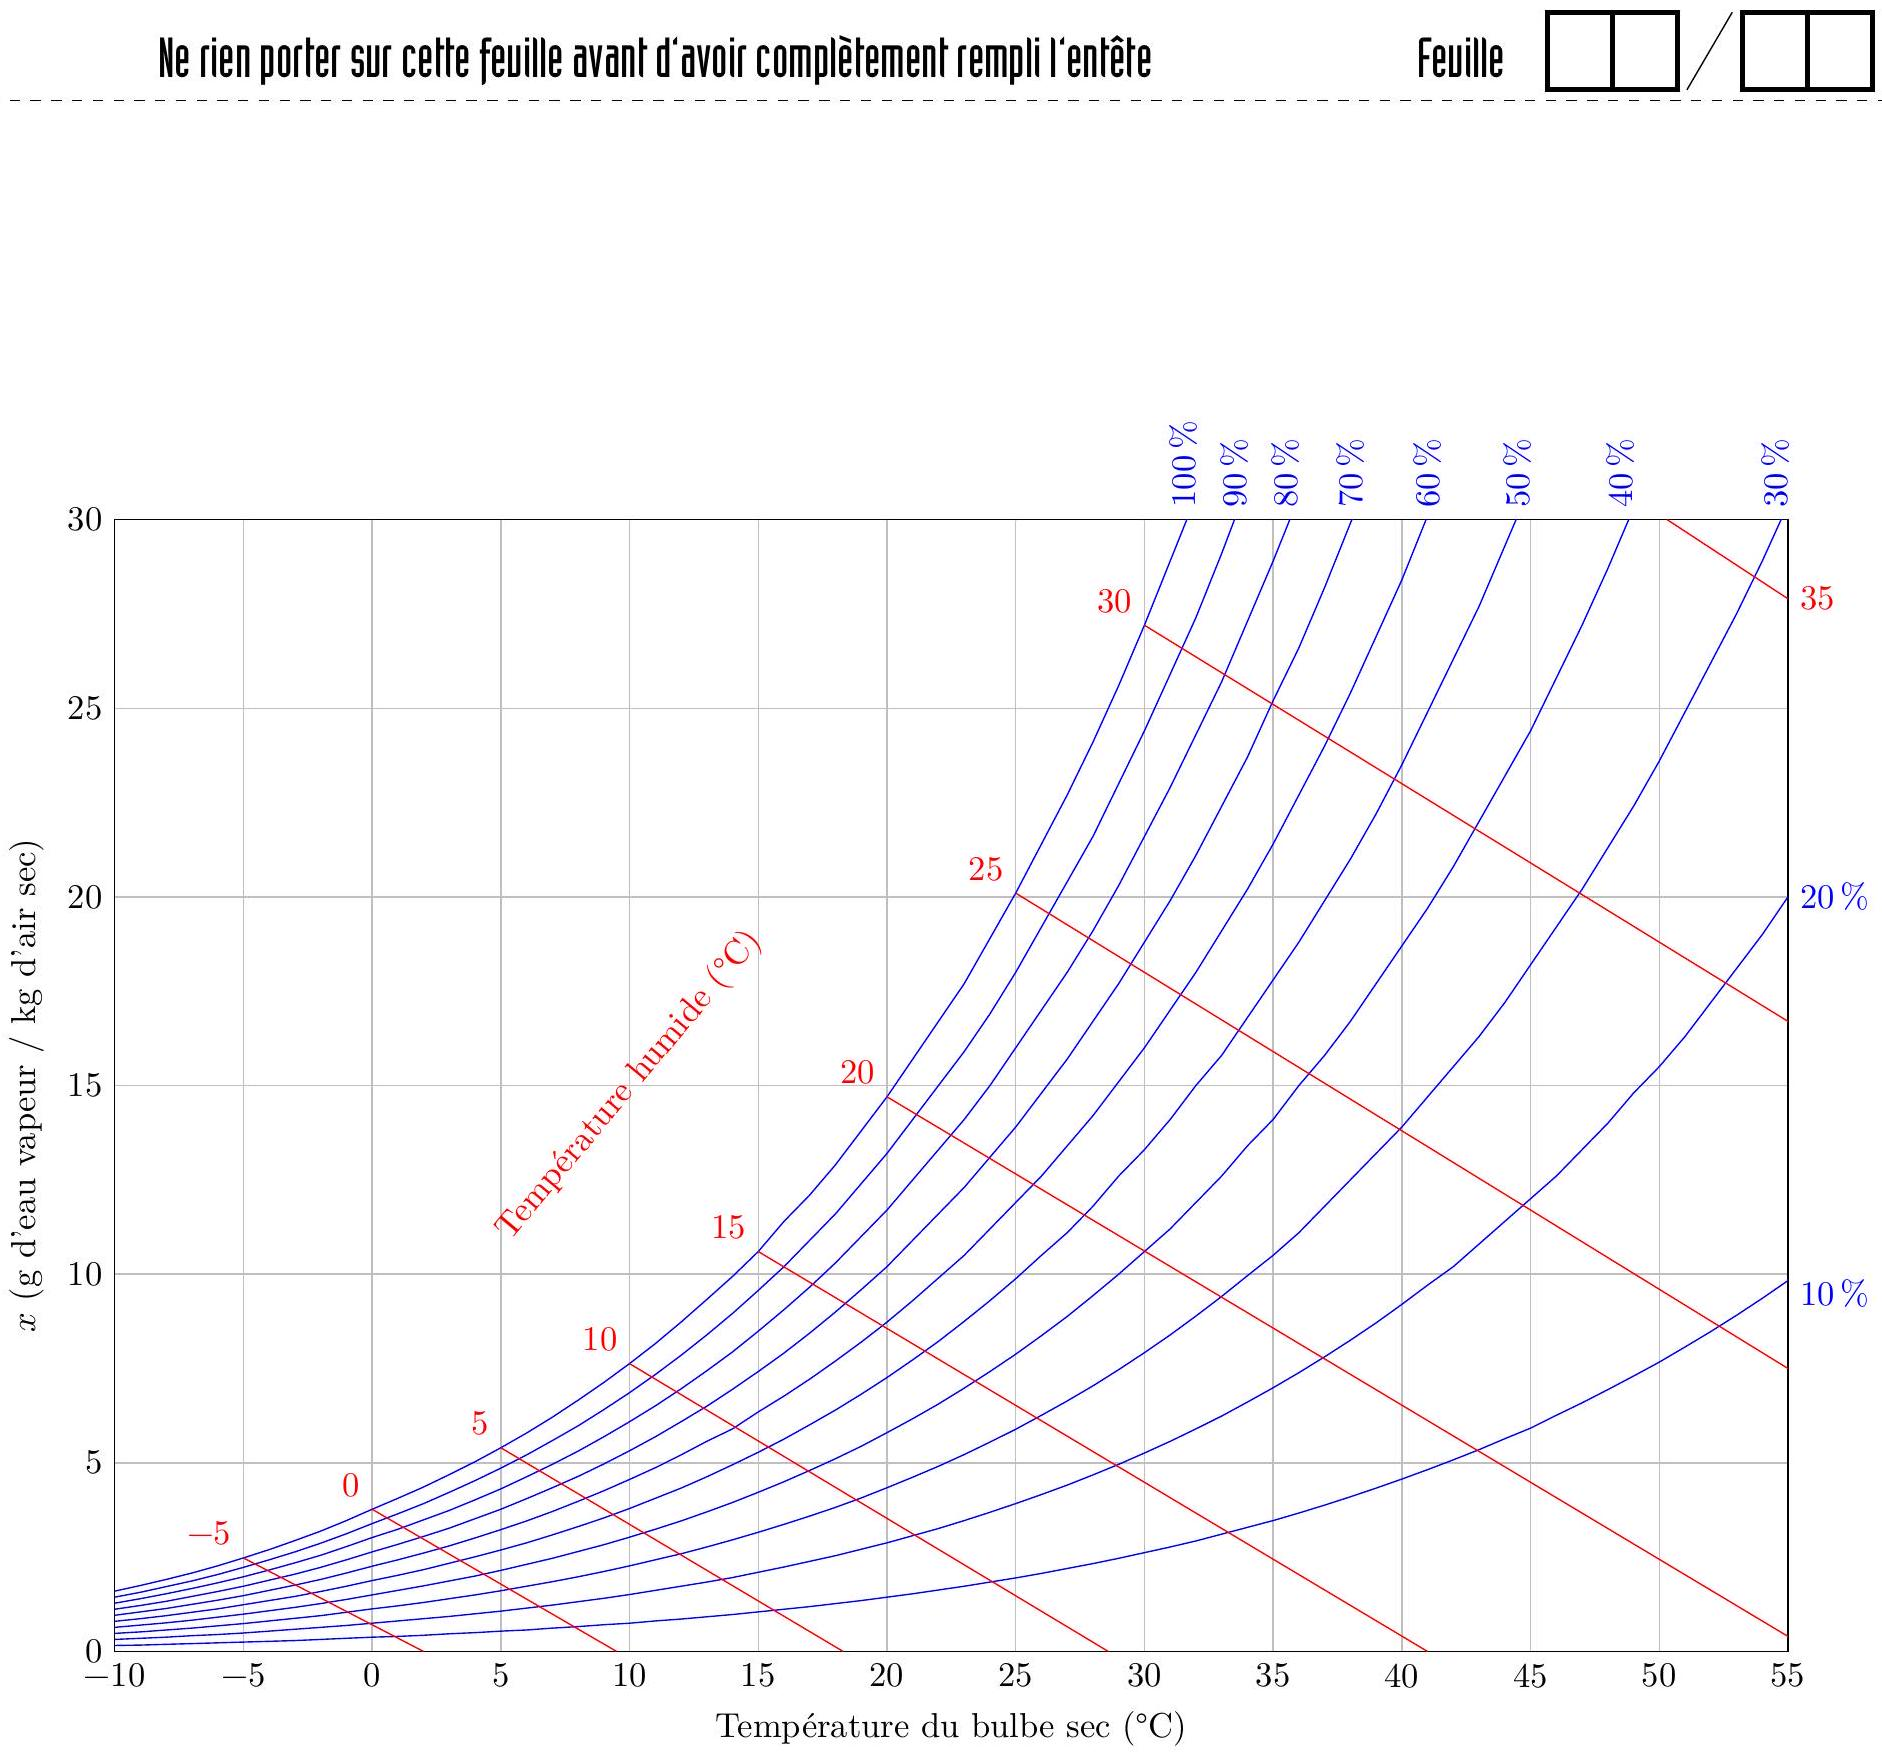 Ne rien porter sur cette feuille avant d'avoir complètement rempli l'entête
Feuille
/
100 % 90 % 80 % 70 % 60 % 50 % 40 % 30 %
30
25
20
15
10
5
0
x (g d'eau vapeur / kg d'air sec)
Température humide (°C)
35
30
25
20
15
10
5
0
−5
20 %
10 %
−10 −5 0 5 10 15 20 25 30 35 40 45 50 55
Température du bulbe sec (°C)